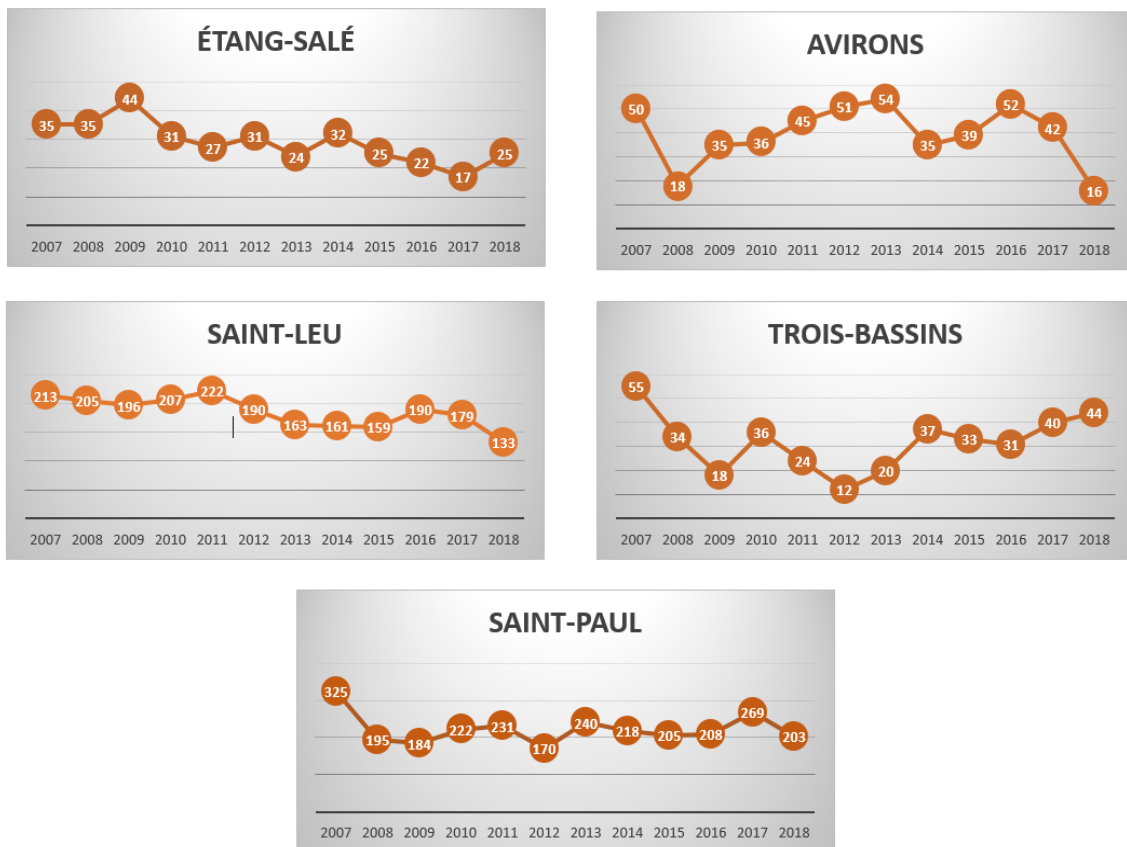 ÉTANG-SALÉ
35 35 44 31 27 31 24 32 25 22 17 25
2007 2008 2009 2010 2011 2012 2013 2014 2015 2016 2017 2018
AVIRONS
50 18 35 36 45 51 54 35 39 52 42 16
2007 2008 2009 2010 2011 2012 2013 2014 2015 2016 2017 2018
SAINT-LEU
213 205 196 207 222 190 163 161 159 190 179 133
2007 2008 2009 2010 2011 2012 2013 2014 2015 2016 2017 2018
TROIS-BASSINS
55 34 18 36 24 12 20 37 33 31 40 44
2007 2008 2009 2010 2011 2012 2013 2014 2015 2016 2017 2018
SAINT-PAUL
325 195 184 222 231 170 240 218 205 208 269 203
2007 2008 2009 2010 2011 2012 2013 2014 2015 2016 2017 2018